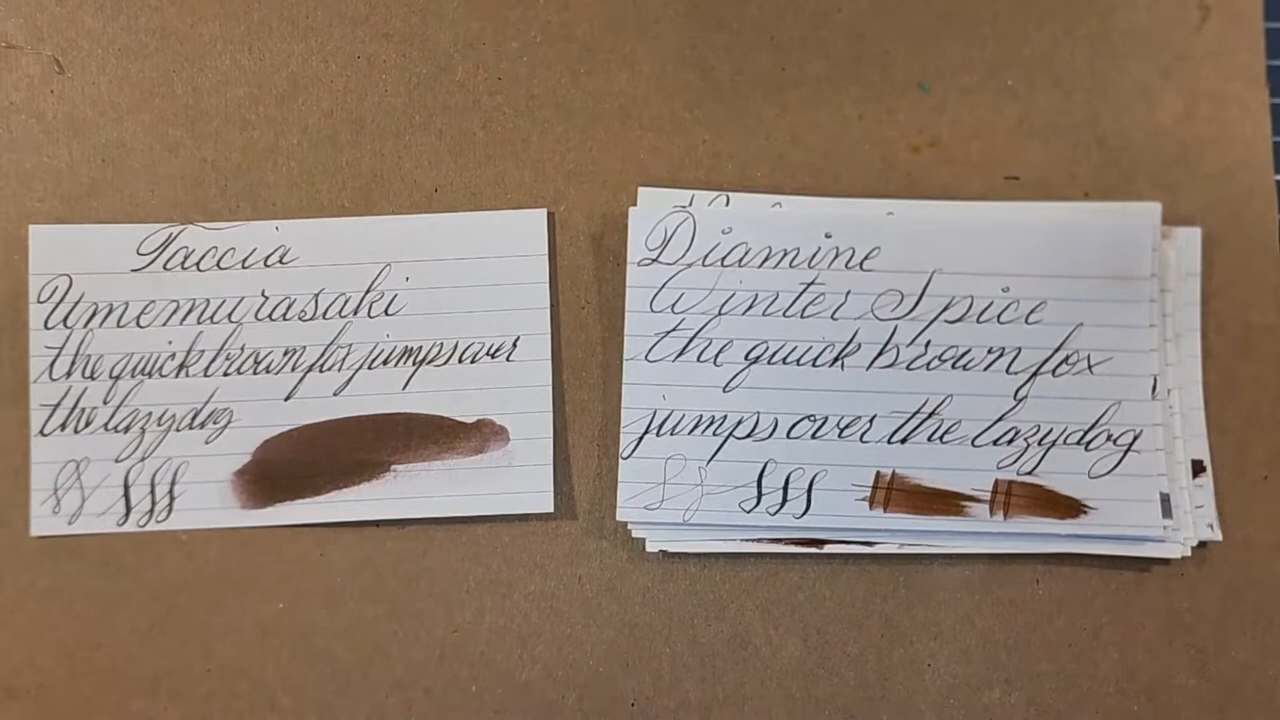 Taccia
Umemurasaki
the quick brown fox jumps over
the lazy dog
Diamine
Winter Spice
the quick brown fox
jumps over the lazy dog